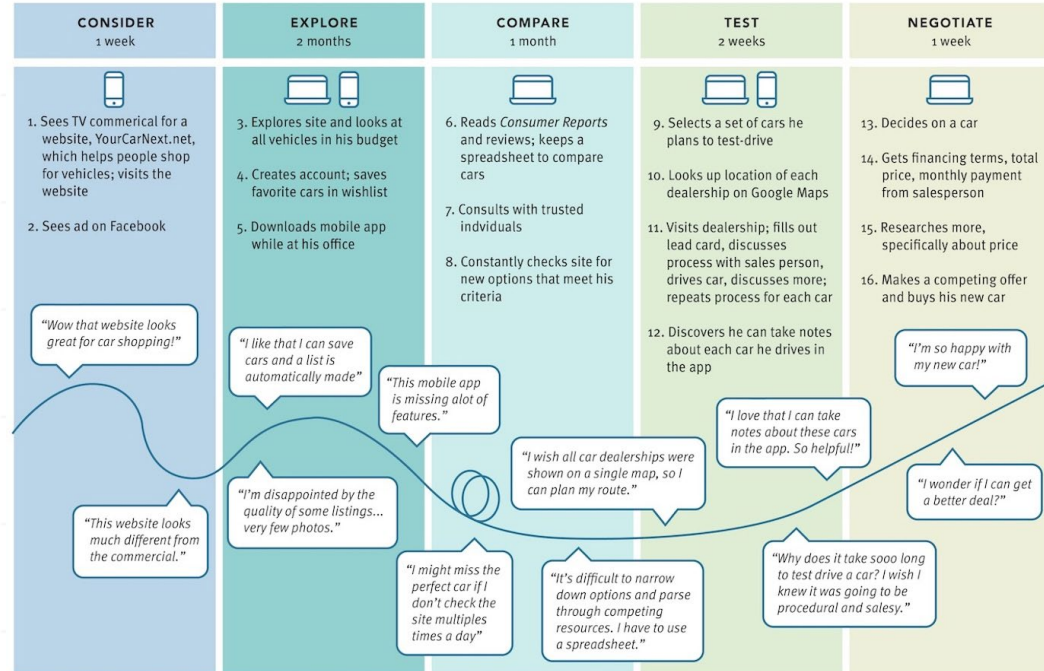 CONSIDER
1 week
EXPLORE
2 months
COMPARE
1 month
TEST
2 weeks
NEGOTIATE
1 week
1. Sees TV commerical for a
website, YourCarNext.net,
which helps people shop
for vehicles; visits the
website
2. Sees ad on Facebook
3. Explores site and looks at
all vehicles in his budget
4. Creates account; saves
favorite cars in wishlist
5. Downloads mobile app
while at his office
6. Reads Consumer Reports
and reviews; keeps a
spreadsheet to compare
cars
7. Consults with trusted
indviduals
8. Constantly checks site for
new options that meet his
criteria
9. Selects a set of cars he
plans to test-drive
10. Looks up location of each
dealership on Google Maps
11. Visits dealership; fills out
lead card, discusses
process with sales person,
drives car, discusses more;
repeats process for each car
12. Discovers he can take notes
about each car he drives in
the app
13. Decides on a car
14. Gets financing terms, total
price, monthly payment
from salesperson
15. Researches more,
specifically about price
16. Makes a competing offer
and buys his new car
“Wow that website looks
great for car shopping!”
“This website looks
much different from
the commercial.”
“I like that I can save
cars and a list is
automatically made”
“I’m disappointed by the
quality of some listings...
very few photos.”
“This mobile app
is missing alot of
features.”
“I might miss the
perfect car if I
don’t check the
site multiples
times a day”
“I wish all car dealerships were
shown on a single map, so I
can plan my route.”
“It’s difficult to narrow
down options and parse
through competing
resources. I have to use
a spreadsheet.”
“I love that I can take
notes about these cars
in the app. So helpful!”
“Why does it take sooo long
to test drive a car? I wish I
knew it was going to be
procedural and salesy.”
“I’m so happy with
my new car!”
“I wonder if I can get
a better deal?”